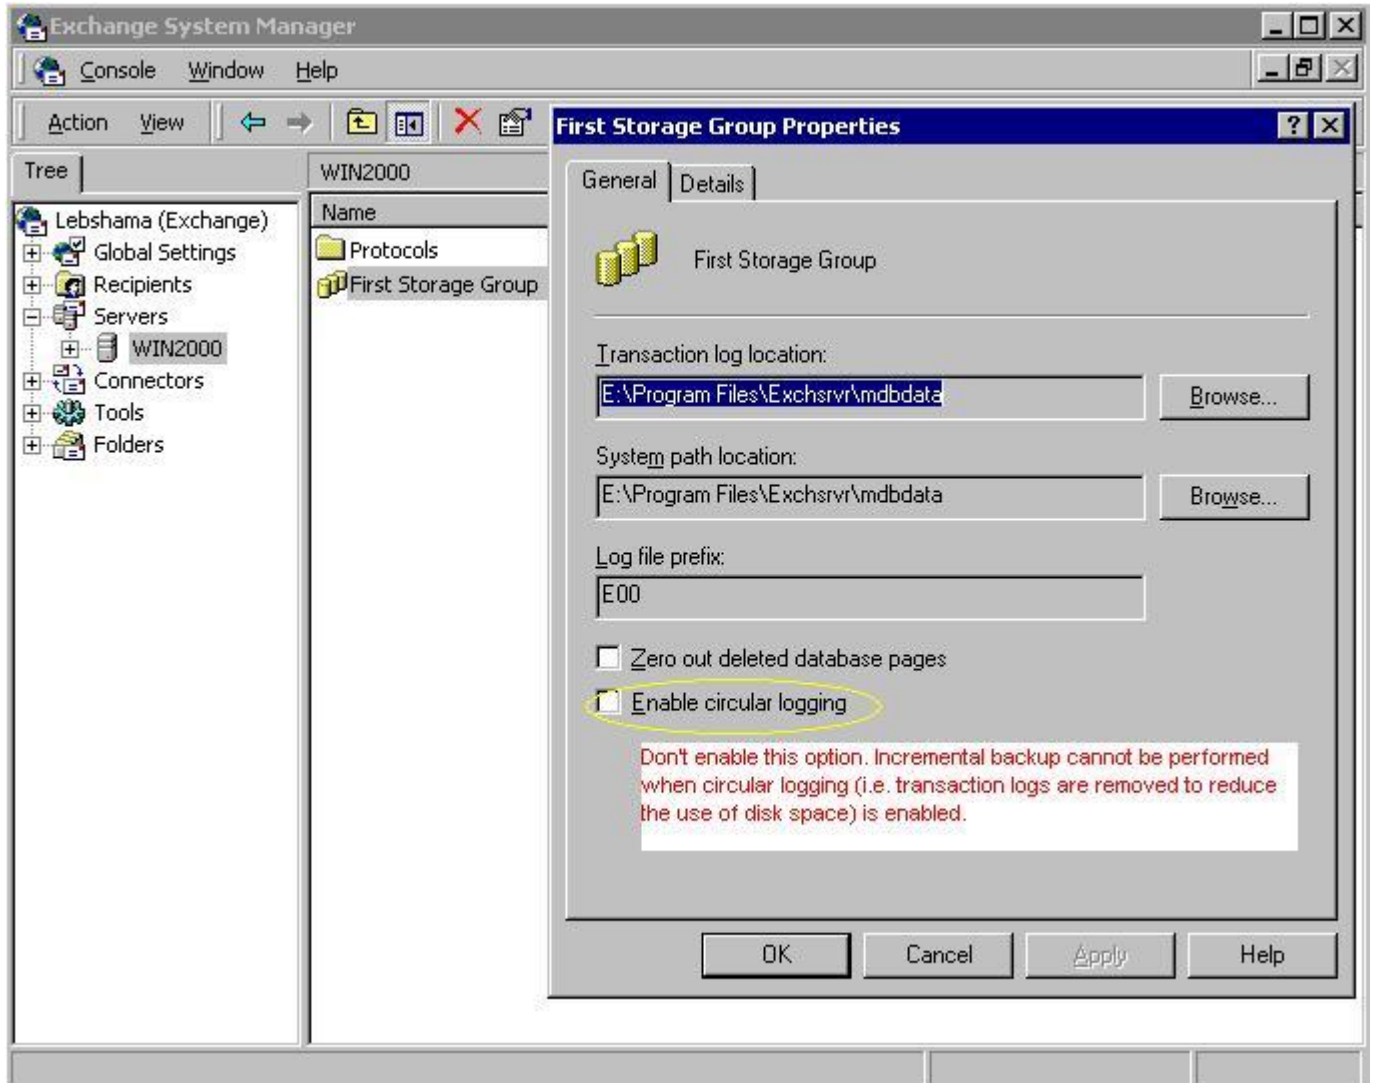 Exchange System Manager
Console Window Help
Action View
First Storage Group Properties
Tree
WIN2000
General Details
Name
Lebshama (Exchange)
Global Settings
Recipients
Servers
WIN2000
Connectors
Tools
Folders
Protocols
First Storage Group
First Storage Group
Transaction log location:
E:\Program Files\Exchsrvr\mdbdata
Browse...
System path location:
E:\Program Files\Exchsrvr\mdbdata
Browse...
Log file prefix:
E00
Zero out deleted database pages
Enable circular logging
Don't enable this option. Incremental backup cannot be performed
when circular logging (i.e. transaction logs are removed to reduce
the use of disk space) is enabled.
OK Cancel Apply Help